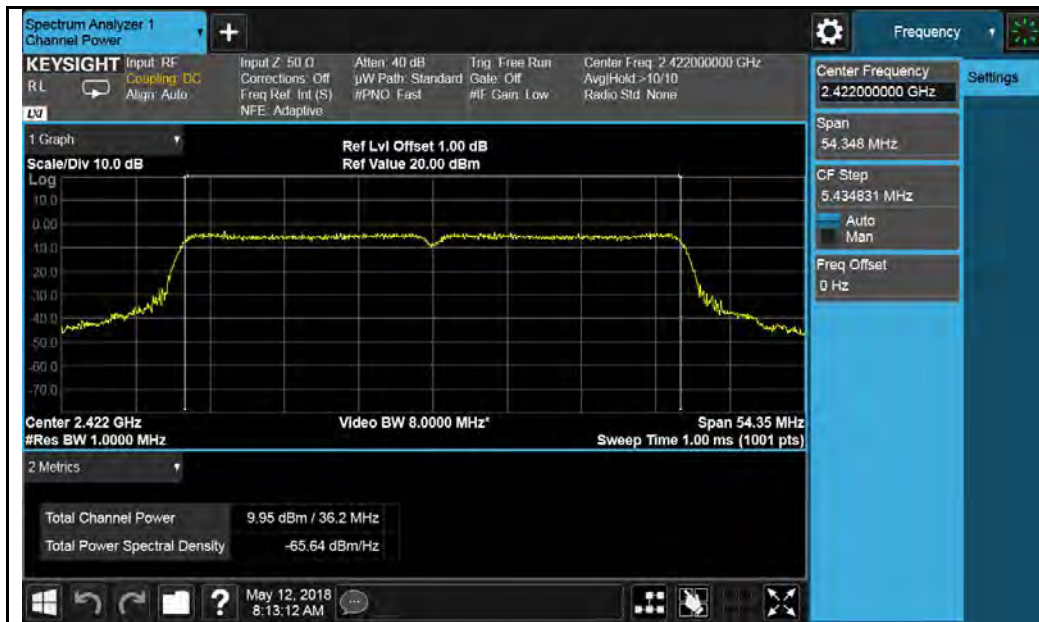 Spectrum Analyzer 1
Channel Power
+
Frequency
KEYSIGHT
RL
LXI
Input: RF
Coupling: DC
Align: Auto
Input Z: 50 Ω
Corrections: Off
Freq Ref: Int (S)
NFE: Adaptive
Atten: 40 dB
µW Path: Standard
#PNO: Fast
Trig: Free Run
Gate: Off
#IF Gain: Low
Center Freq: 2.422000000 GHz
Avg|Hold:>10/10
Radio Std: None
Center Frequency
2.422000000 GHz
Settings
Span
54.348 MHz
CF Step
5.434831 MHz
Auto
Man
Freq Offset
0 Hz
1 Graph
Scale/Div 10.0 dB
Ref Lvl Offset 1.00 dB
Ref Value 20.00 dBm
Log
10.0
0.00
-10.0
-20.0
-30.0
-40.0
-50.0
-60.0
-70.0
Center 2.422 GHz
#Res BW 1.0000 MHz
Video BW 8.0000 MHz*
Span 54.35 MHz
Sweep Time 1.00 ms (1001 pts)
2 Metrics
Total Channel Power 9.95 dBm / 36.2 MHz
Total Power Spectral Density -65.64 dBm/Hz
?
May 12, 2018
8:13:12 AM